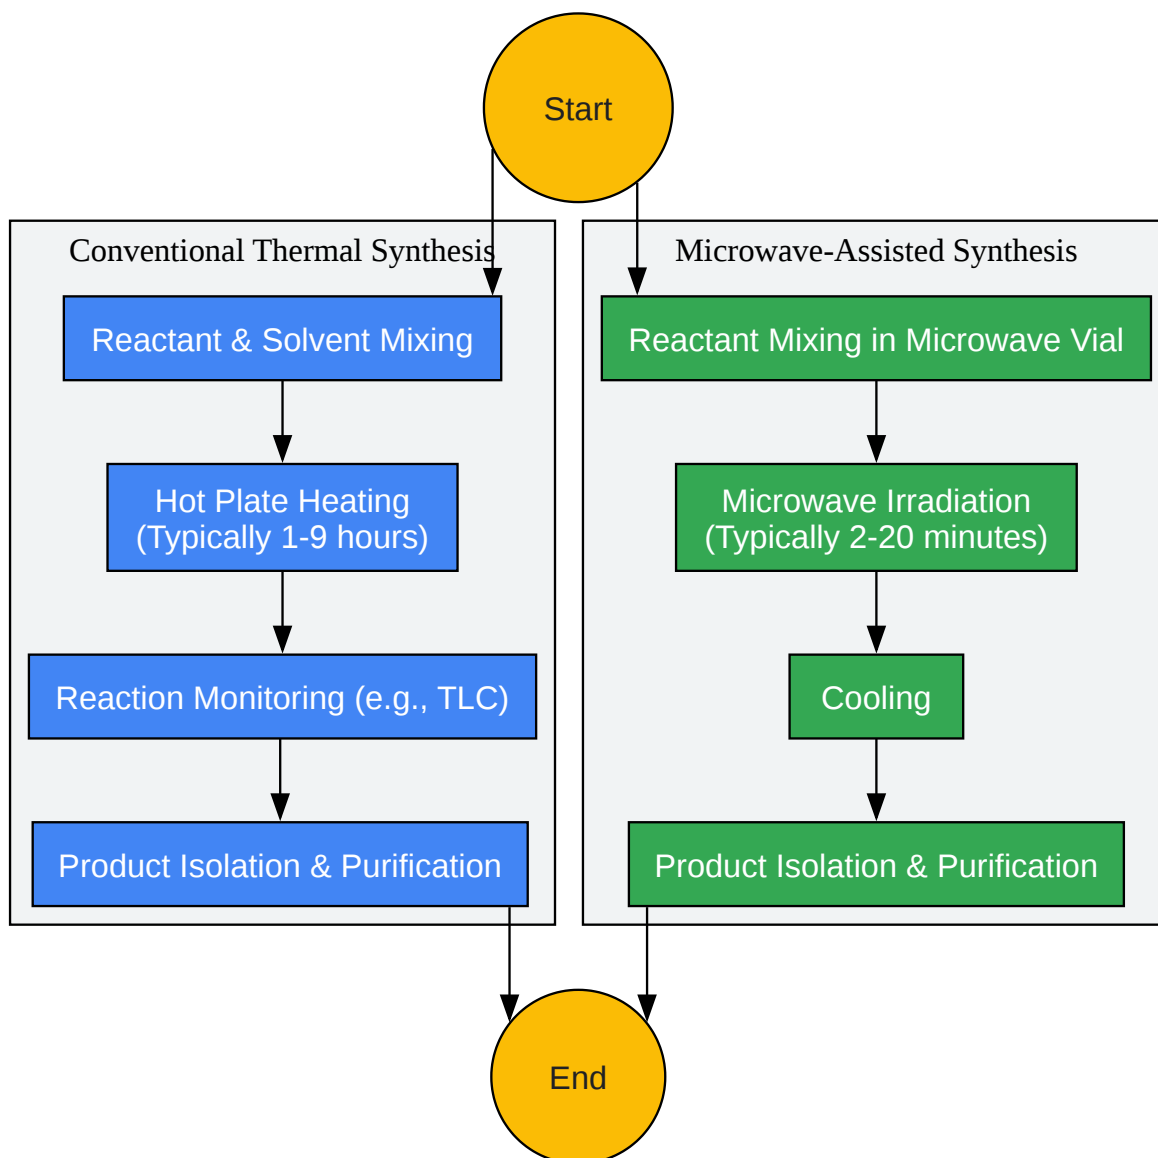 Start
Conventional Thermal Synthesis
Reactant & Solvent Mixing
Hot Plate Heating
(Typically 1-9 hours)
Reaction Monitoring (e.g., TLC)
Product Isolation & Purification
Microwave-Assisted Synthesis
Reactant Mixing in Microwave Vial
Microwave Irradiation
(Typically 2-20 minutes)
Cooling
Product Isolation & Purification
End